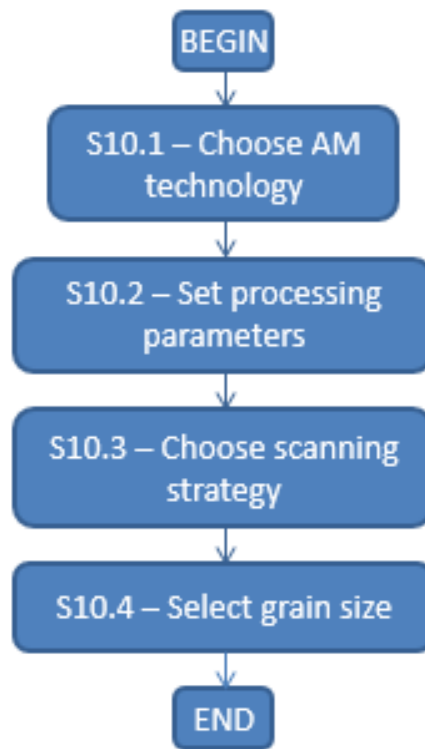 BEGIN
S10.1 – Choose AM
technology
S10.2 – Set processing
parameters
S10.3 – Choose scanning
strategy
S10.4 – Select grain size
END